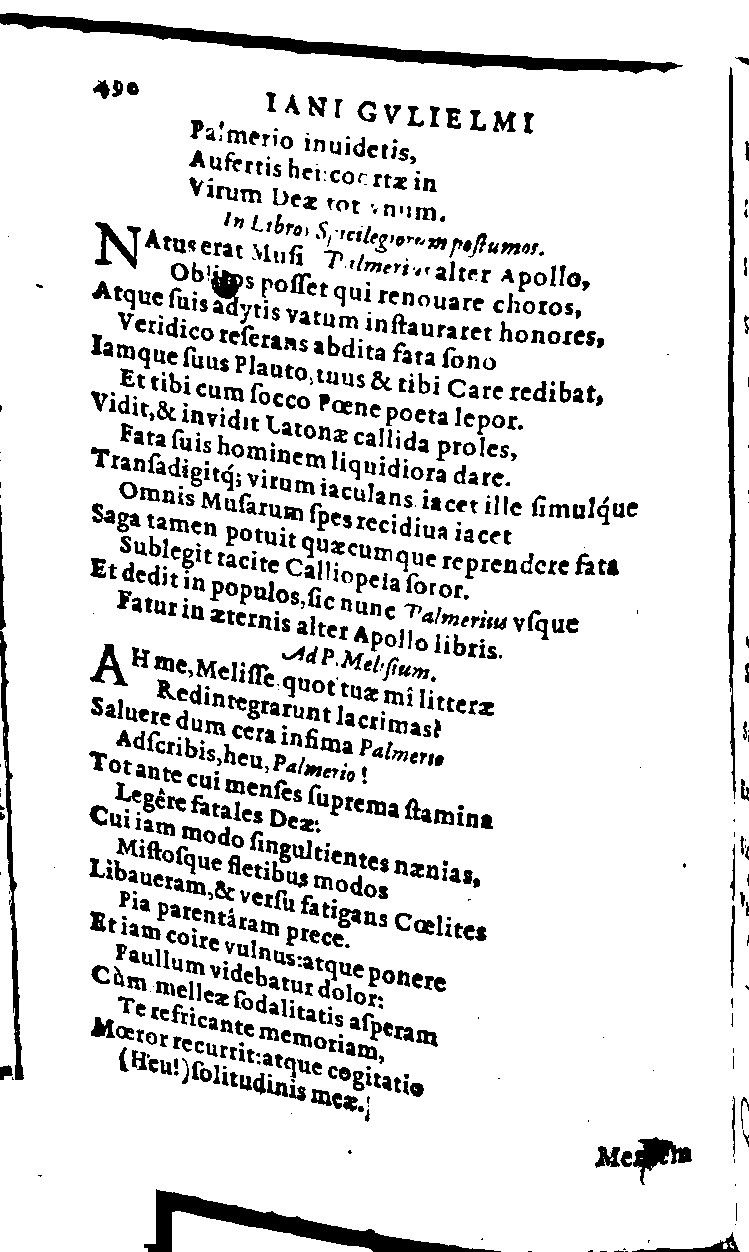 490
IANI GVLIELMI
Palmerio inuidetis,
Aufertis hei: in
Virum Deæ tot vnum.
In Libros Spicilegiorum postumos.
NAtus erat Musis Palmerius alter Apollo,
Oblitos posset qui renouare choros,
Atque suis adytis vatum instauraret honores,
Veridico reserans abdita fata sono
Iamque suus Plauto, tuus & tibi Care redibat,
Et tibi cum socco Pœne poeta lepor.
Vidit, & invidit Latonæ callida proles,
Fata suis hominem liquidiora dare.
Transadigitq́; virum iaculans. iacet ille simulq́ue
Omnis Musarum spes recidiua iacet
Saga tamen potuit quæcumque reprendere fata
Sublegit tacite Calliopeia soror.
Et dedit in populos, sic nunc Palmerius vsque
Fatur in æternis alter Apollo libris.
Ad P. Melissum.
AH me, Melisse quot tuæ mi litteræ
Redintegrarunt lacrimas?
Saluere dum cera infima Palmerio
Adscribis, heu, Palmerio!
Tot ante cui menses suprema stamina
Legêre fatales Deæ:
Cui iam modo singultientes nænias,
Mistosque fletibus modos
Libaueram, & versu fatigans Cœlites
Pia parentâram prece.
Et iam coire vulnus: atque ponere
Paullum videbatur dolor:
Cùm melleæ sodalitatis asperam
Te refricante memoriam,
Mœror recurrit: atque cogitatio
(Heu!) solitudinis meæ.